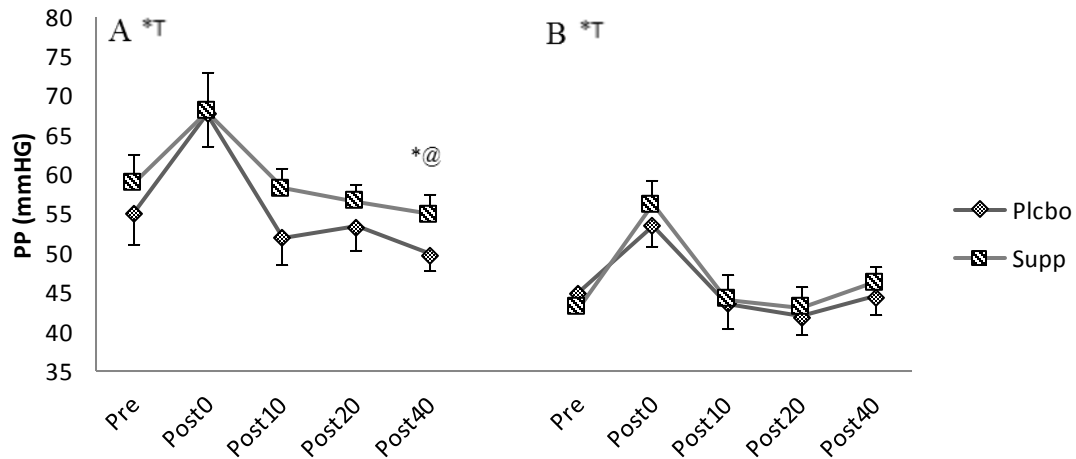 A *T
B *T
80
75
70
65
60
55
50
45
40
35
PP (mmHG)
*@
Pre
Post0
Post10
Post20
Post40
Pre
Post0
Post10
Post20
Post40
Plcbo
Supp